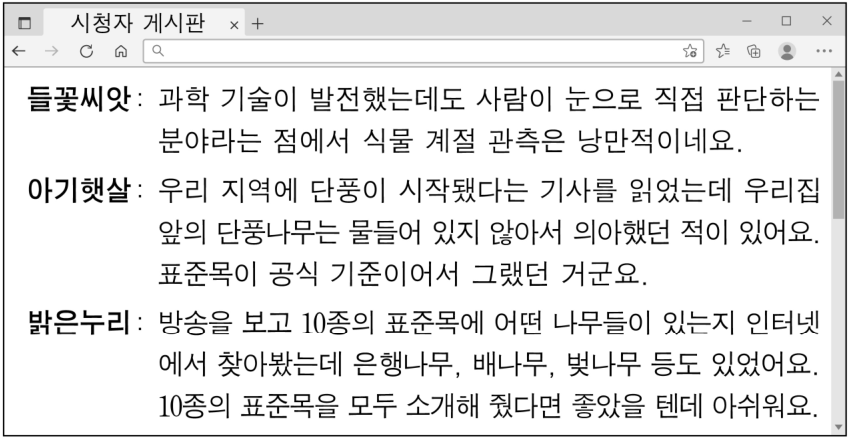 시청자 게시판
들꽃씨앗 : 과학 기술이 발전했는데도 사람이 눈으로 직접 판단하는
분야라는 점에서 식물 계절 관측은 낭만적이네요.
아기햇살 : 우리 지역에 단풍이 시작됐다는 기사를 읽었는데 우리집
앞의 단풍나무는 물들어 있지 않아서 의아했던 적이 있어요.
표준목이 공식 기준이어서 그랬던 거군요.
밝은누리 : 방송을 보고 10종의 표준목에 어떤 나무들이 있는지 인터넷
에서 찾아봤는데 은행나무, 배나무, 벚나무 등도 있었어요.
10종의 표준목을 모두 소개해 줬다면 좋았을 텐데 아쉬워요.